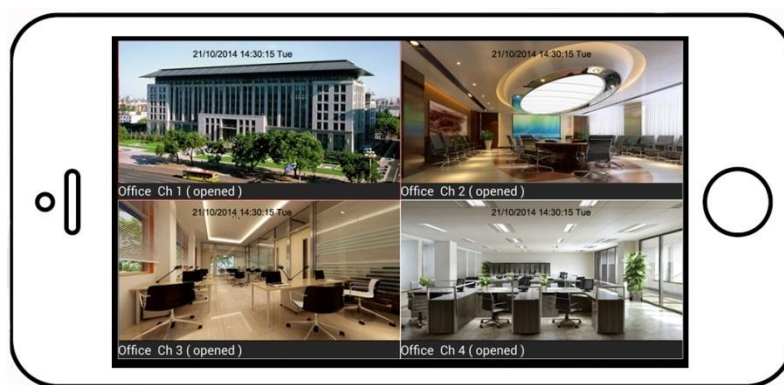 21/10/2014 14:30:15 Tue
21/10/2014 14:30:15 Tue
Office Ch 1 ( opened )
Office Ch 2 ( opened )
21/10/2014 14:30:15 Tue
21/10/2014 14:30:15 Tue
Office Ch 3 ( opened )
Office Ch 4 ( opened )